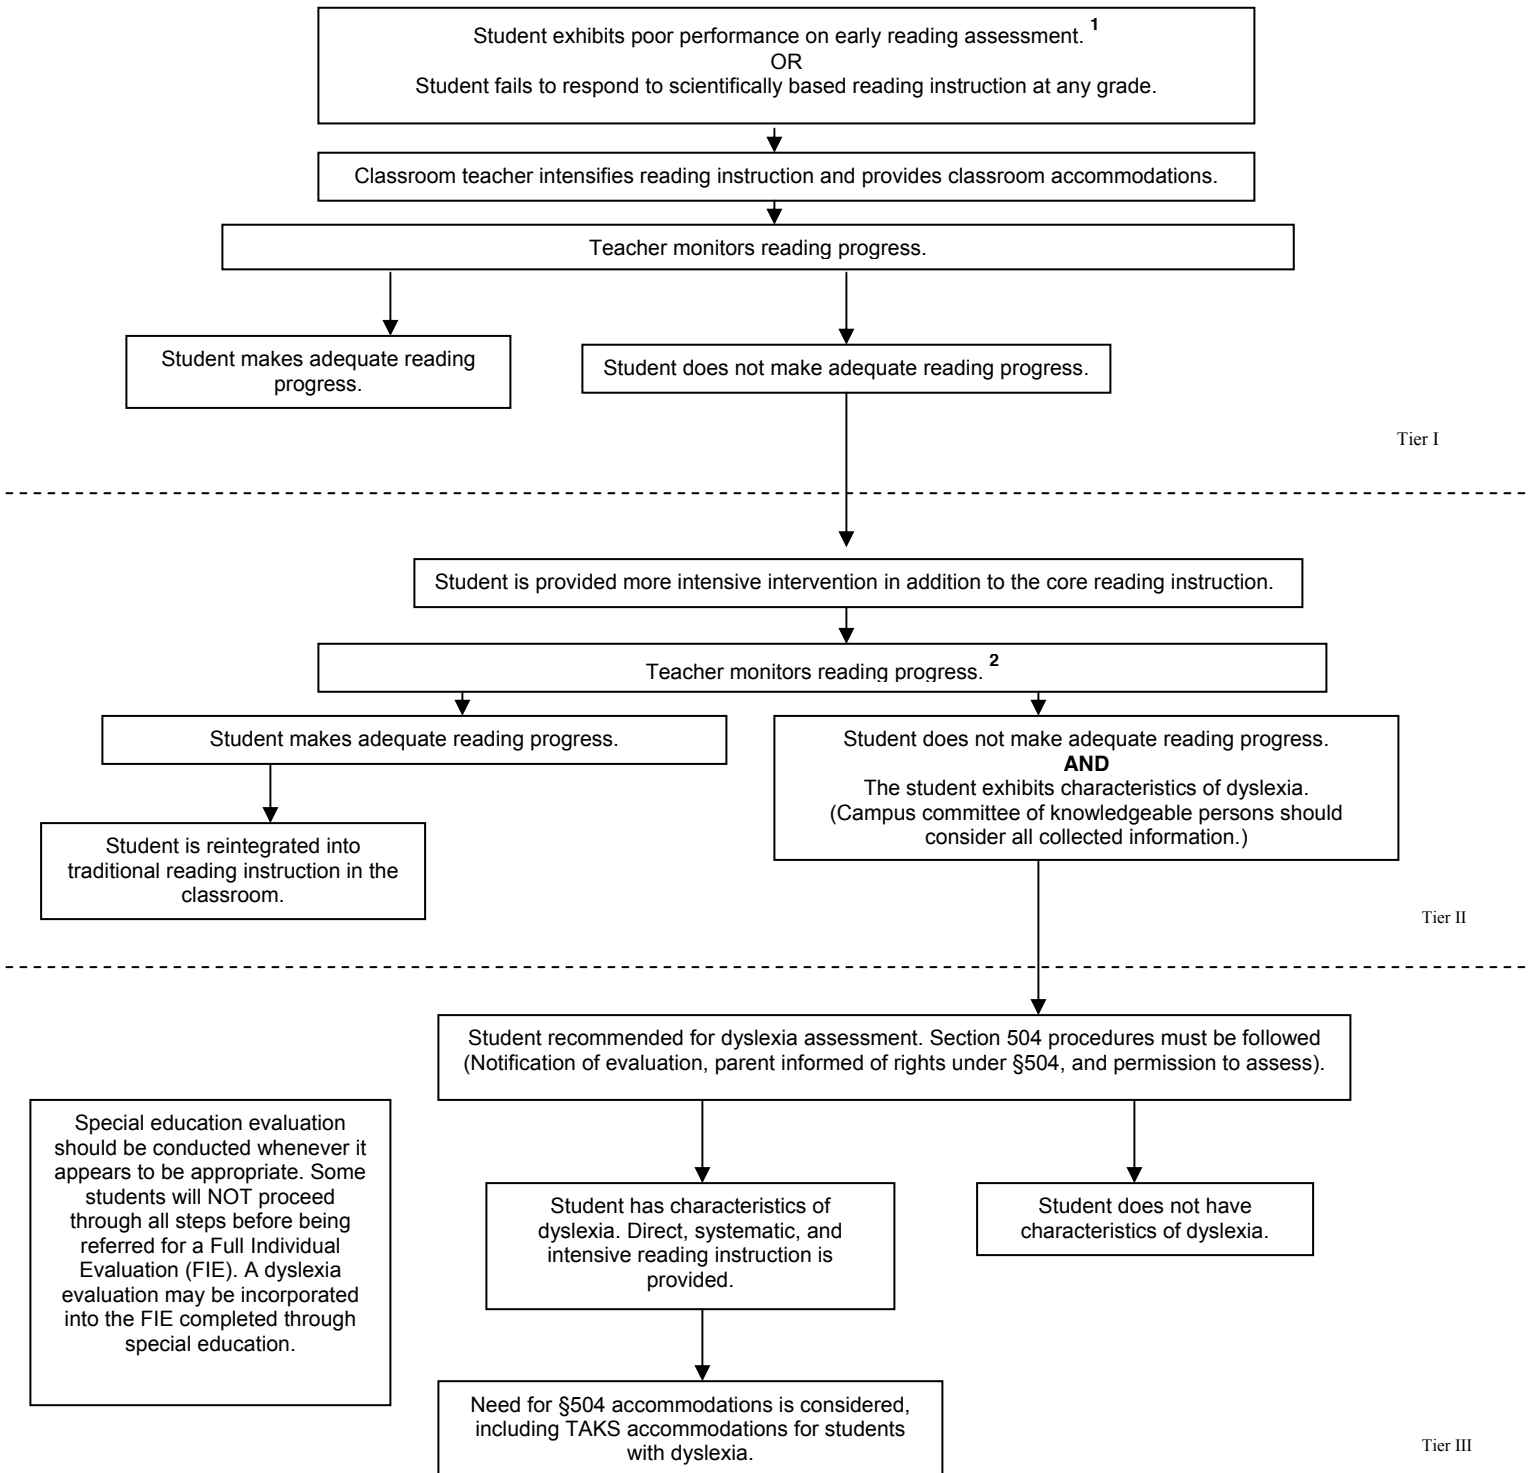 Student exhibits poor performance on early reading assessment. 1
OR
Student fails to respond to scientifically based reading instruction at any grade.
Classroom teacher intensifies reading instruction and provides classroom accommodations.
Teacher monitors reading progress.
Student makes adequate reading
progress.
Student does not make adequate reading progress.
Tier I
Student is provided more intensive intervention in addition to the core reading instruction.
Teacher monitors reading progress. 2
Student makes adequate reading progress.
Student does not make adequate reading progress.
AND
The student exhibits characteristics of dyslexia.
(Campus committee of knowledgeable persons should
consider all collected information.)
Student is reintegrated into
traditional reading instruction in the
classroom.
Tier II
Student recommended for dyslexia assessment. Section 504 procedures must be followed
(Notification of evaluation, parent informed of rights under §504, and permission to assess).
Special education evaluation
should be conducted whenever it
appears to be appropriate. Some
students will NOT proceed
through all steps before being
referred for a Full Individual
Evaluation (FIE). A dyslexia
evaluation may be incorporated
into the FIE completed through
special education.
Student has characteristics of
dyslexia. Direct, systematic, and
intensive reading instruction is
provided.
Student does not have
characteristics of dyslexia.
Need for §504 accommodations is considered,
including TAKS accommodations for students
with dyslexia.
Tier III